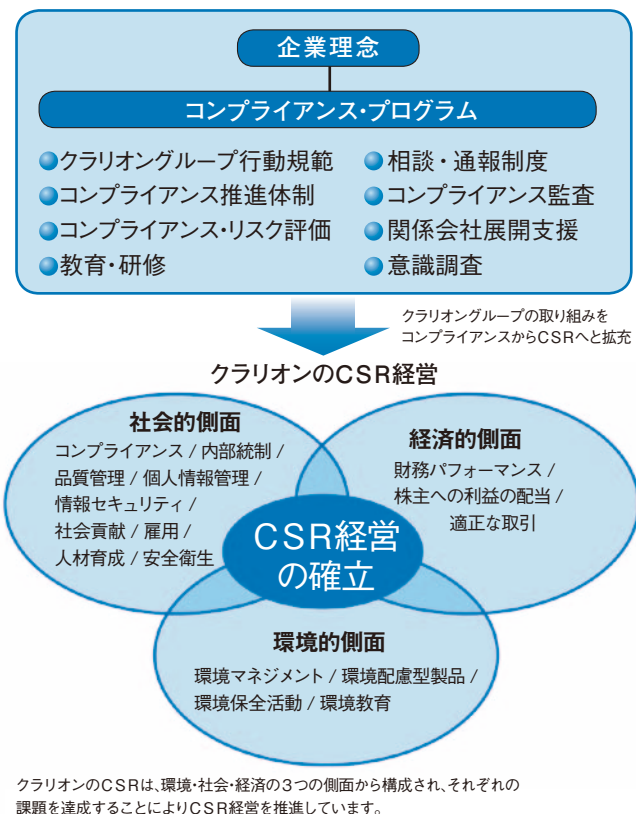 企業理念
コンプライアンス・プログラム
●クラリオングループ行動規範
●コンプライアンス推進体制
●コンプライアンス・リスク評価
●教育・研修
●相談・通報制度
●コンプライアンス監査
●関係会社展開支援
●意識調査
クラリオングループの取り組みを
コンプライアンスからCSRへと拡充
クラリオンのCSR経営
社会的側面
コンプライアンス / 内部統制 /
品質管理 / 個人情報管理 /
情報セキュリティ /
社会貢献 / 雇用 /
人材育成 / 安全衛生
経済的側面
財務パフォーマンス /
株主への利益の配当 /
適正な取引
CSR経営
の確立
環境的側面
環境マネジメント / 環境配慮型製品 /
環境保全活動 / 環境教育
クラリオンのCSRは、環境・社会・経済の3つの側面から構成され、それぞれの
課題を達成することによりCSR経営を推進しています。